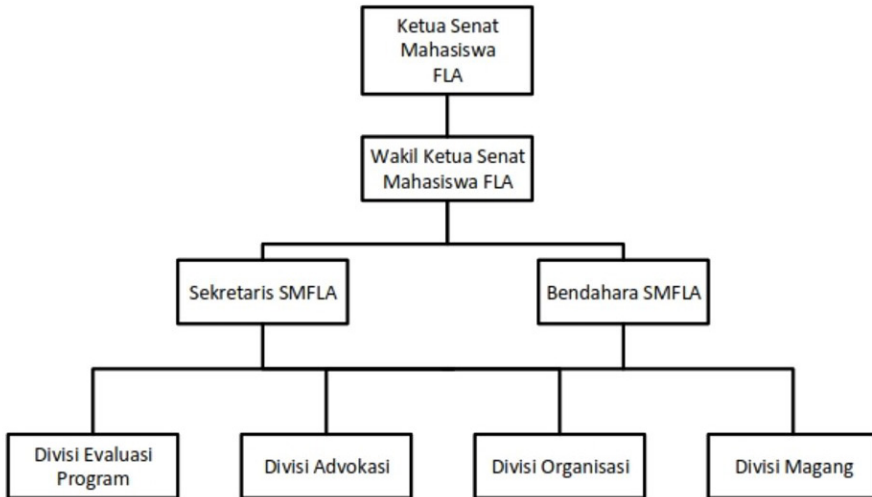 Ketua Senat
Mahasiswa
FLA
Wakil Ketua Senat
Mahasiswa FLA
Sekretaris SMFLA
Bendahara SMFLA
Divisi Evaluasi
Program
Divisi Advokasi
Divisi Organisasi
Divisi Magang